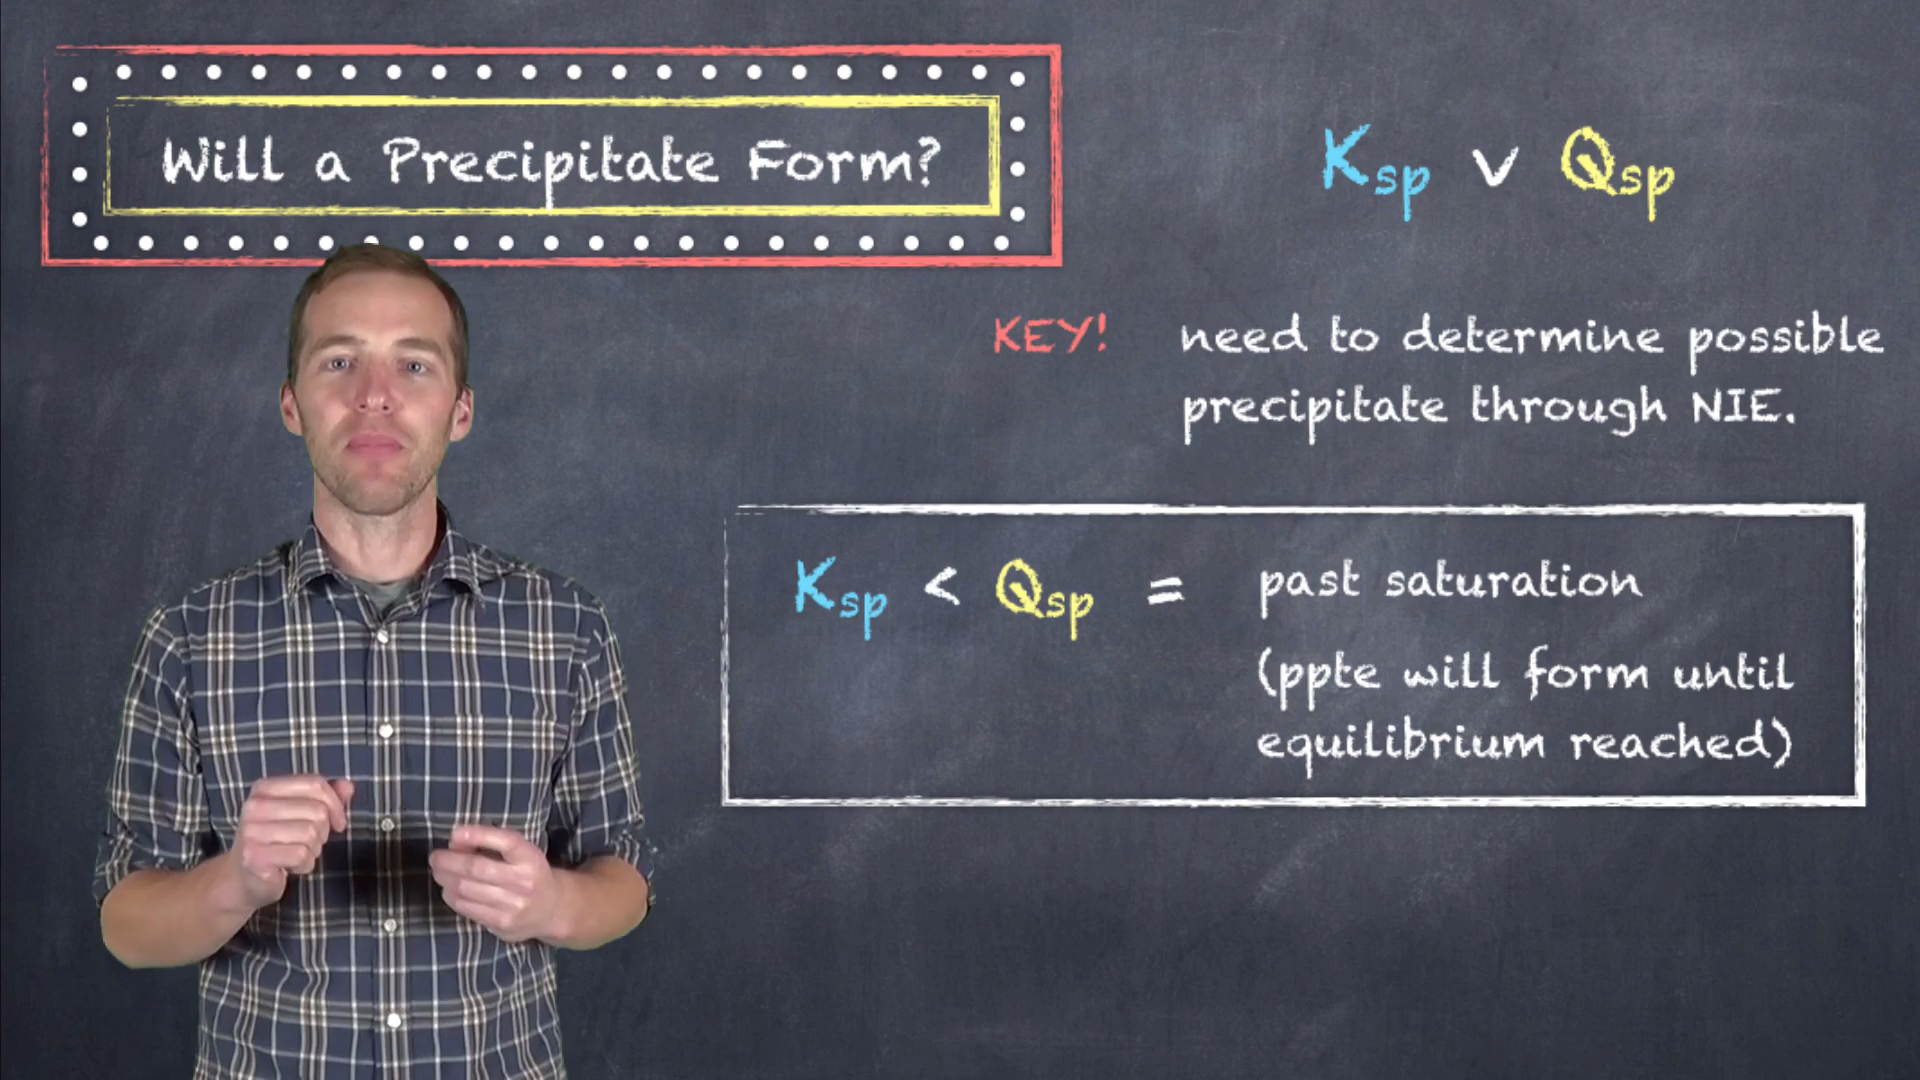 Will a Precipitate Form?
Ksp v Qsp
KEY! need to determine possible
precipitate through NIE.
Ksp < Qsp = past saturation
(ppte will form until
equilibrium reached)